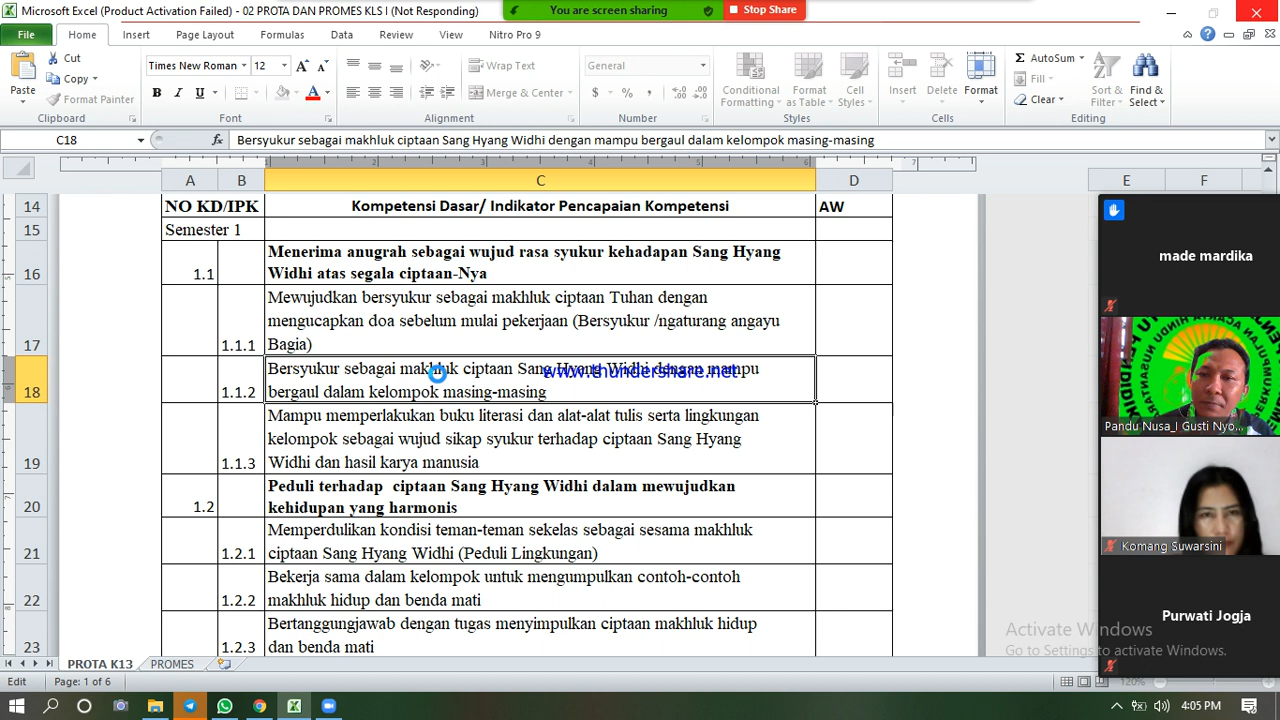 Microsoft Excel (Product Activation Failed) - 02 PROTA DAN PROMES KLS I (Not Responding)
You are screen sharing
Stop Share
File Home Insert Page Layout Formulas Data Review View Nitro Pro 9
Cut
Copy
Format Painter
Paste
Clipboard
Times New Roman 12
B I U
Font
Wrap Text
Merge & Center
Alignment
General
$ % ,
Number
Conditional Formatting
Format as Table
Cell Styles
Styles
Insert Delete Format
Cells
AutoSum
Fill
Clear
Sort & Filter
Find & Select
Editing
C18 fx Bersyukur sebagai makhluk ciptaan Sang Hyang Widhi dengan mampu bergaul dalam kelompok masing-masing
1 2 3 4 5 6 7
A B C D E F
14 NO KD/IPK Kompetensi Dasar/ Indikator Pencapaian Kompetensi AW
15 Semester 1
Menerima anugrah sebagai wujud rasa syukur kehadapan Sang Hyang
16 1.1 Widhi atas segala ciptaan-Nya
Mewujudkan bersyukur sebagai makhluk ciptaan Tuhan dengan
mengucapkan doa sebelum mulai pekerjaan (Bersyukur /ngaturang angayu
17 1.1.1 Bagia)
Bersyukur sebagai makhluk ciptaan Sang Hyang Widhi dengan mampu
www.thundershare.net
18 1.1.2 bergaul dalam kelompok masing-masing
Mampu memperlakukan buku literasi dan alat-alat tulis serta lingkungan
kelompok sebagai wujud sikap syukur terhadap ciptaan Sang Hyang
19 1.1.3 Widhi dan hasil karya manusia
Peduli terhadap ciptaan Sang Hyang Widhi dalam mewujudkan
20 1.2 kehidupan yang harmonis
Memperdulikan kondisi teman-teman sekelas sebagai sesama makhluk
21 1.2.1 ciptaan Sang Hyang Widhi (Peduli Lingkungan)
Bekerja sama dalam kelompok untuk mengumpulkan contoh-contoh
22 1.2.2 makhluk hidup dan benda mati
Bertanggungjawab dengan tugas menyimpulkan ciptaan makhluk hidup
23 1.2.3 dan benda mati
made mardika
Pandu Nusa_I Gusti Nyo...
Komang Suwarsini
Purwati Jogja
Activate Windows
Go to Settings to activate Windows.
PROTA K13 PROMES
Edit Page: 1 of 6 120%
4:05 PM